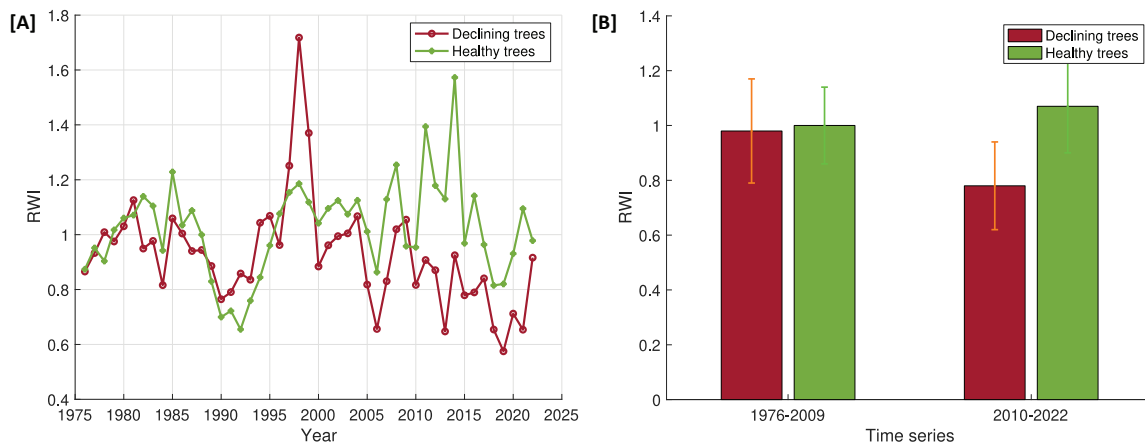 [A]
1.8
1.6
1.4
1.2
1
0.8
0.6
0.4
RWI
Declining trees
Healthy trees
1975 1980 1985 1990 1995 2000 2005 2010 2015 2020 2025
Year
[B]
1.4
1.2
1
0.8
0.6
0.4
0.2
0
RWI
Declining trees
Healthy trees
1976-2009 2010-2022
Time series